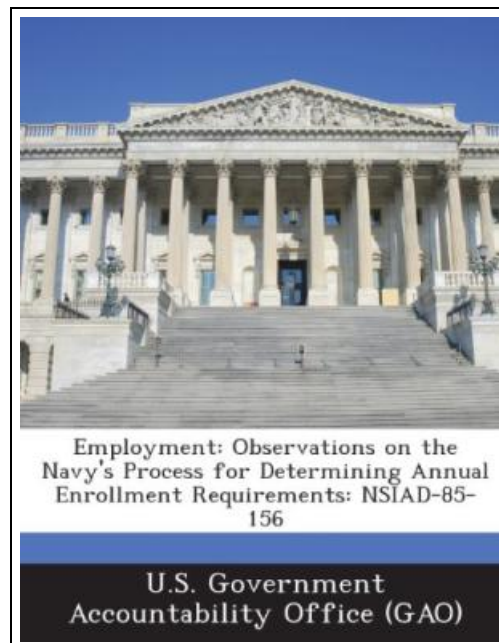 Employment: Observations on the
Navy's Process for Determining Annual
Enrollment Requirements: NSIAD-85-
156
U.S. Government
Accountability Office (GAO)